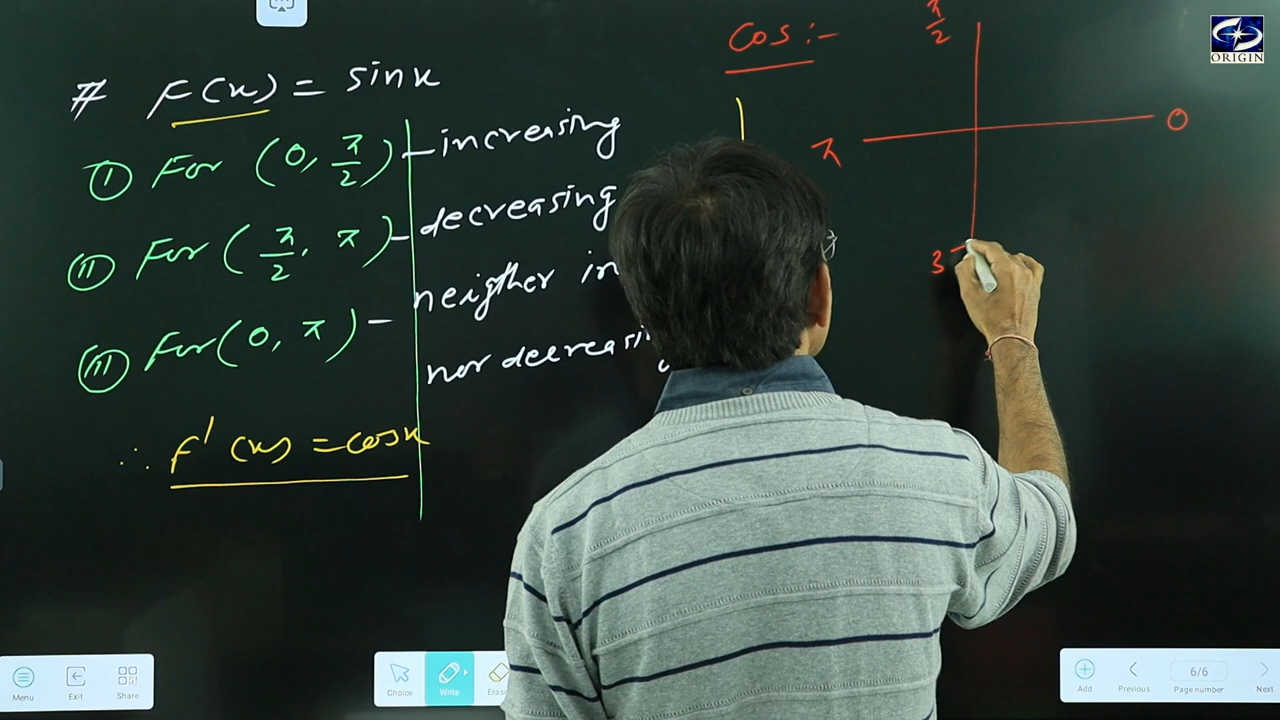 # F(x) = sinx
(I) For (0, π/2) – increasing
(II) For (π/2, π) – decreasing
neigther in
(III) For (0, π) –
nor decreasi
∴ f'(x) = cosx
Cos :-
π/2
0
π
3
ORIGIN
Menu
Exit
Share
Choice
Write
Erase
Add
Previous
6/6
Page number
Next